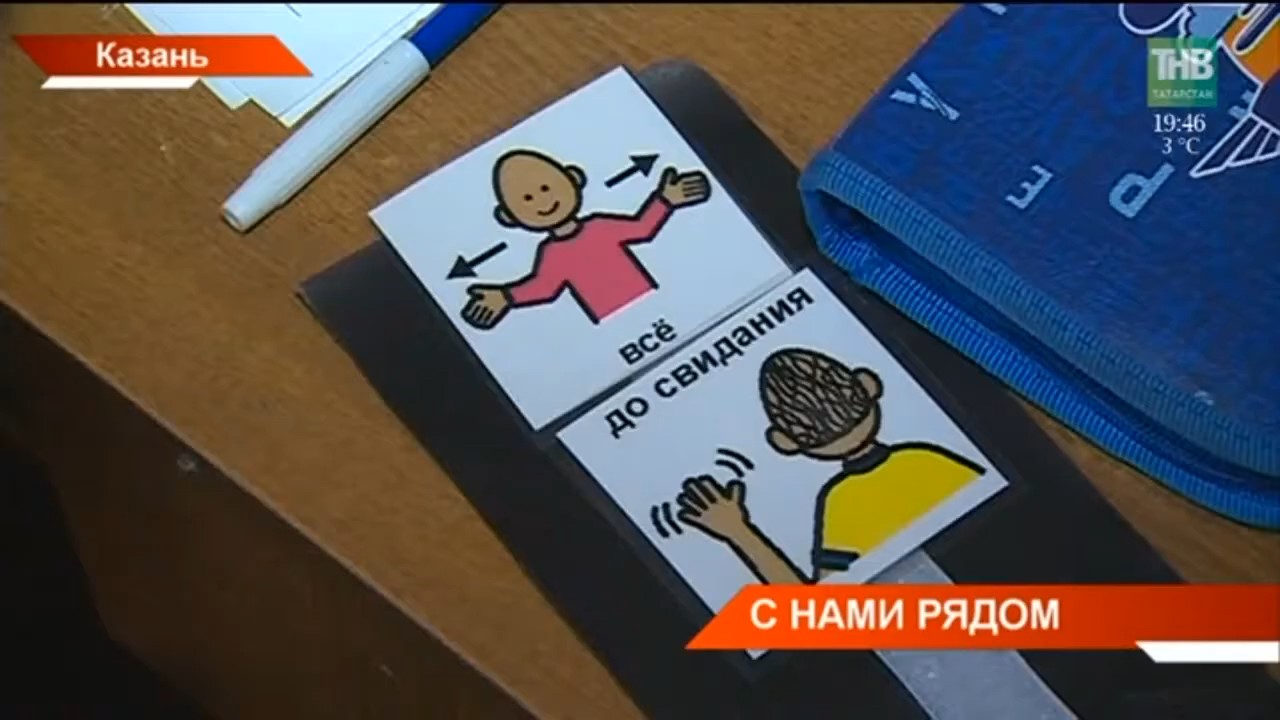 Казань
ТНВ
ТАТАРСТАН
19:46
3 °C
всё
до свидания
С НАМИ РЯДОМ